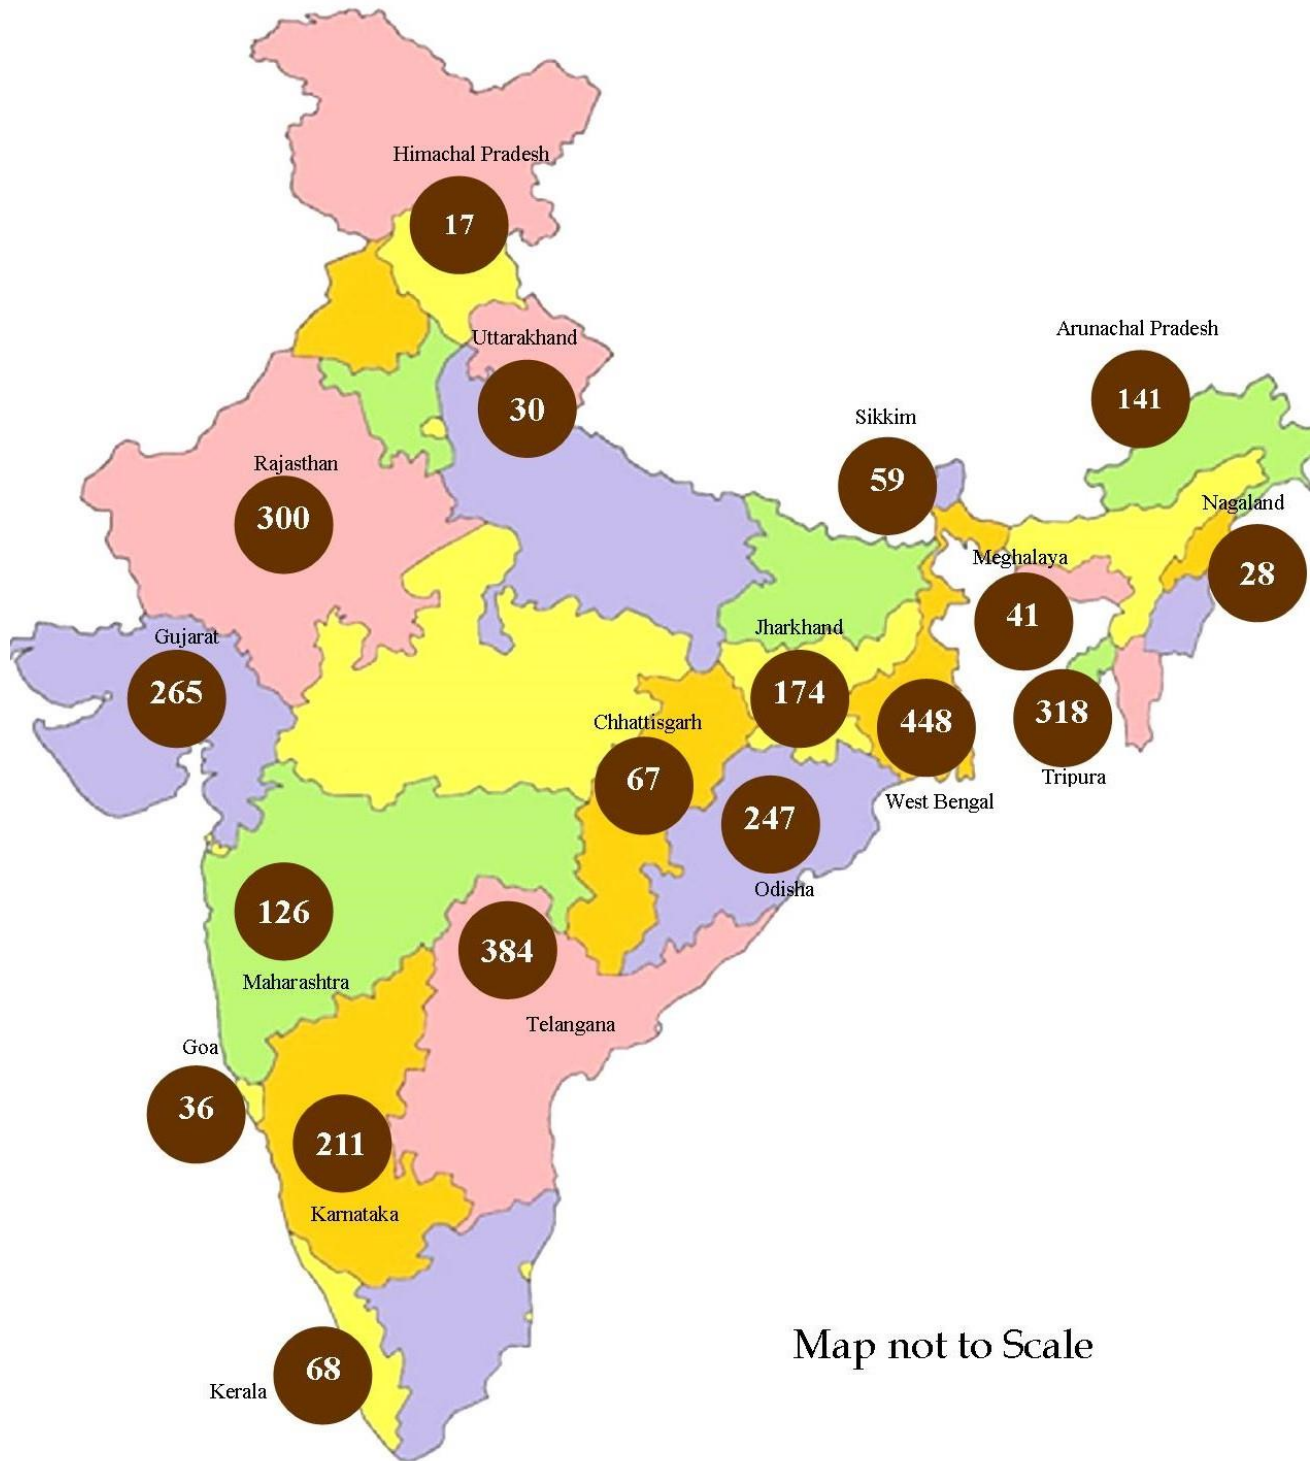 Himachal Pradesh
17
Uttarakhand
30
Arunachal Pradesh
141
Sikkim
59
Rajasthan
300
Nagaland
28
Meghalaya
41
Gujarat
265
Jharkhand
174
318
Tripura
Chhattisgarh
67
448
West Bengal
247
Odisha
126
Maharashtra
384
Telangana
Goa
36
211
Karnataka
Map not to Scale
68
Kerala